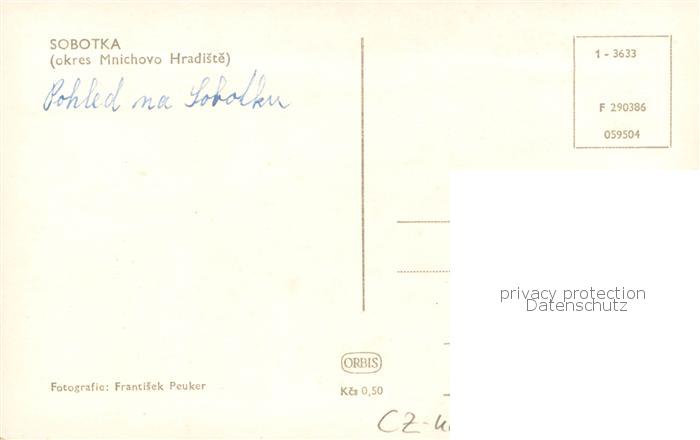 SOBOTKA
(okres Mnichovo Hradiště)
Pohled na Sobotku
1 - 3633
F 290386
059504
privacy protection
Datenschutz
ORBIS
Fotografie: František Peuker
Kčs 0,50
CZ-